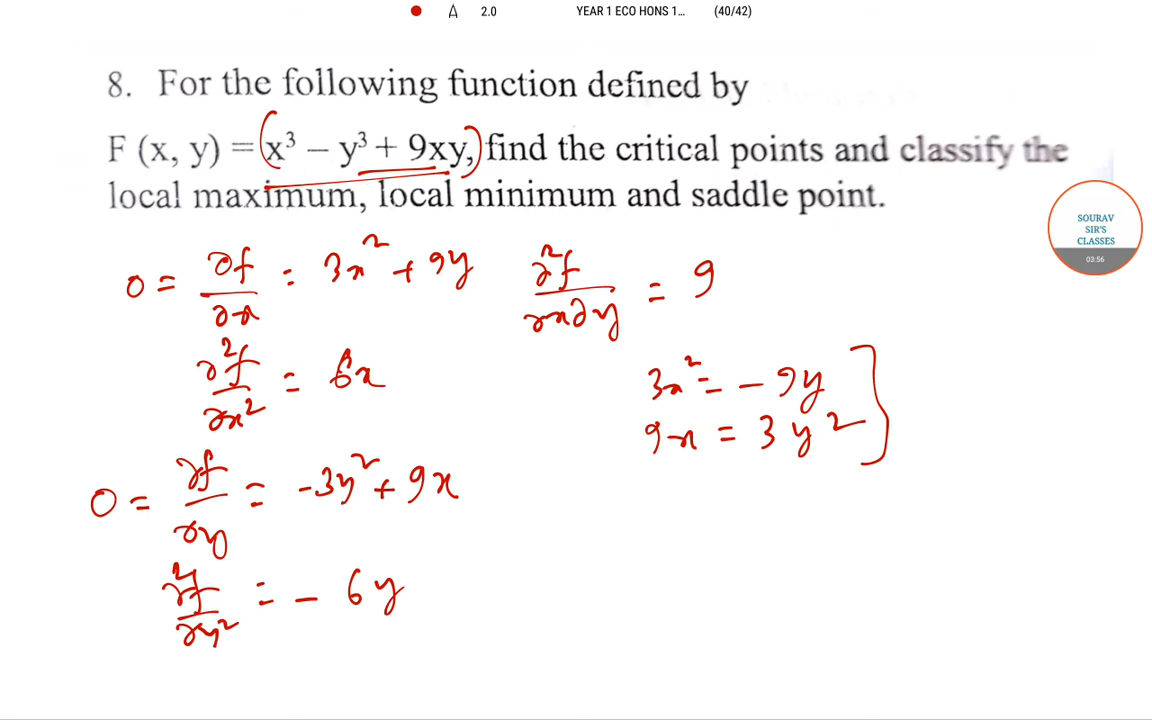 2.0 YEAR 1 ECO HONS 1... (40/42)
8. For the following function defined by
F (x, y) = (x³ – y³ + 9xy,) find the critical points and classify the
local maximum, local minimum and saddle point.
SOURAV
SIR'S
CLASSES
03:56
0 = ∂f/∂x = 3x² + 9y
∂²f/∂x∂y = 9
∂²f/∂x² = 6x
3x² = - 9y
9x = 3y²
0 = ∂f/∂y = -3y² + 9x
∂²f/∂y² = - 6y